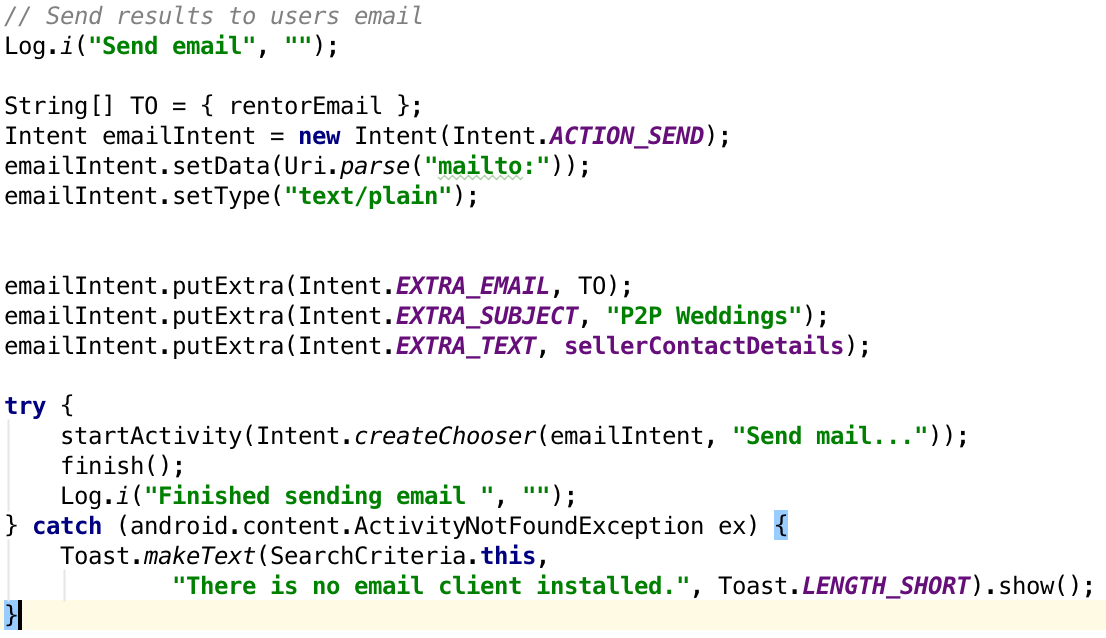 // Send results to users email
Log.i("Send email", "");
String[] TO = { rentorEmail };
Intent emailIntent = new Intent(Intent.ACTION_SEND);
emailIntent.setData(Uri.parse("mailto:"));
emailIntent.setType("text/plain");
emailIntent.putExtra(Intent.EXTRA_EMAIL, TO);
emailIntent.putExtra(Intent.EXTRA_SUBJECT, "P2P Weddings");
emailIntent.putExtra(Intent.EXTRA_TEXT, sellerContactDetails);
try {
    startActivity(Intent.createChooser(emailIntent, "Send mail..."));
    finish();
    Log.i("Finished sending email ", "");
} catch (android.content.ActivityNotFoundException ex) {
    Toast.makeText(SearchCriteria.this,
            "There is no email client installed.", Toast.LENGTH_SHORT).show();
}